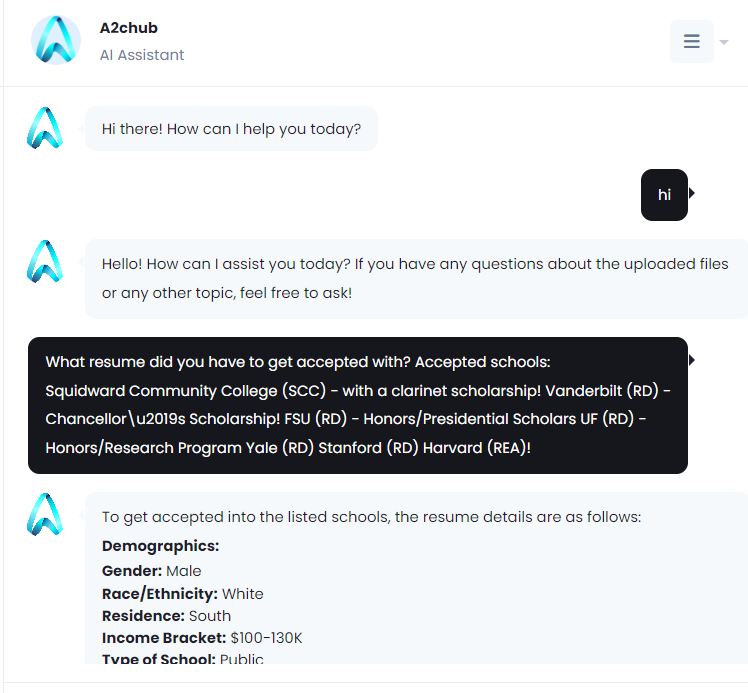 A2chub
AI Assistant
Hi there! How can I help you today?
hi
Hello! How can I assist you today? If you have any questions about the uploaded files
or any other topic, feel free to ask!
What resume did you have to get accepted with? Accepted schools:
Squidward Community College (SCC) - with a clarinet scholarship! Vanderbilt (RD) -
Chancellor\u2019s Scholarship! FSU (RD) - Honors/Presidential Scholars UF (RD) -
Honors/Research Program Yale (RD) Stanford (RD) Harvard (REA)!
To get accepted into the listed schools, the resume details are as follows:
Demographics:
Gender: Male
Race/Ethnicity: White
Residence: South
Income Bracket: $100-130K
Type of School: Public